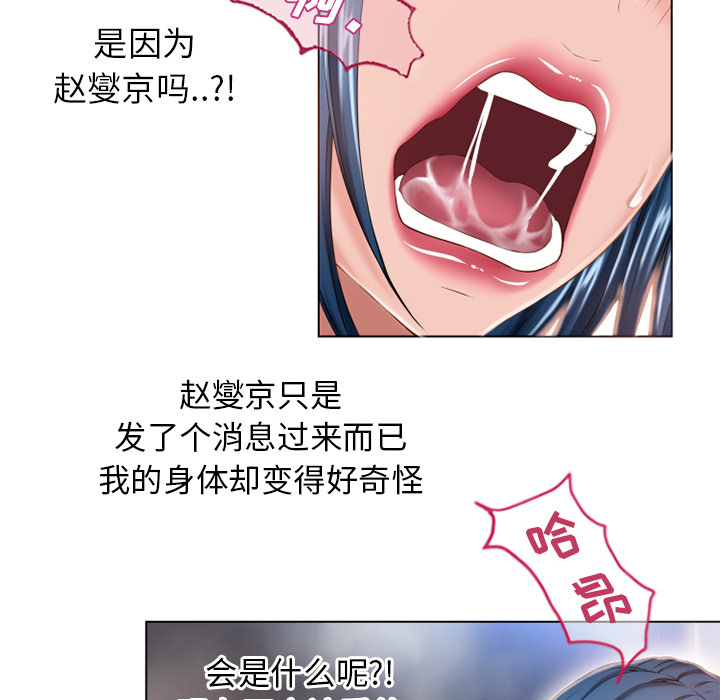 啊.
是因为
赵燮京吗..?!
赵燮京只是
发了个消息过来而已
我的身体却变得好奇怪
哈
会是什么呢?!